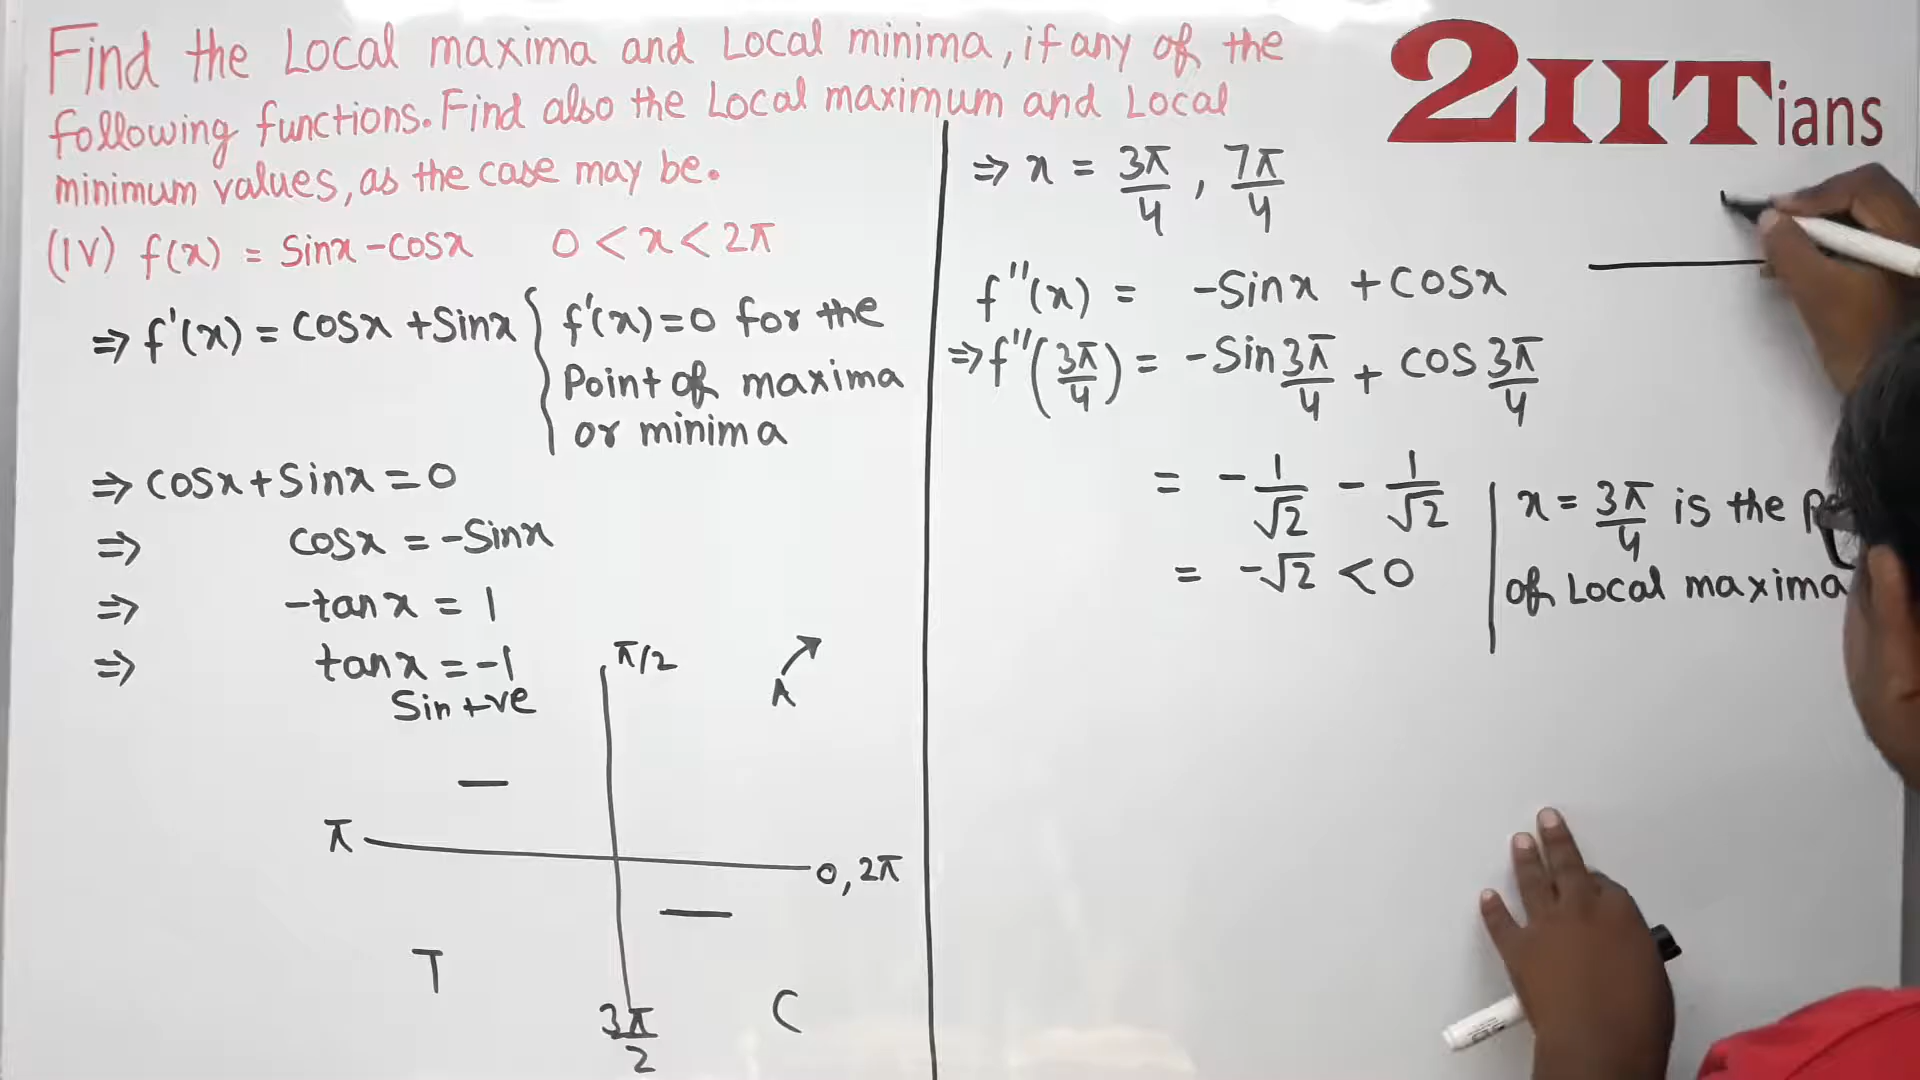 Find the Local maxima and Local minima, if any of the
following functions. Find also the Local maximum and Local
minimum values, as the case may be.
(IV) f(x) = Sinx - cosx 0 < x < 2π
⇒ f'(x) = cosx + Sinx
f'(x) = 0 for the
Point of maxima
or minima
⇒ cosx + Sinx = 0
⇒ cosx = -Sinx
⇒ -tanx = 1
⇒ tanx = -1
Sin +ve
π/2
A
π
0, 2π
T
C
3π/2
⇒ x = 3π/4, 7π/4
f''(x) = -Sinx + cosx
⇒ f''(3π/4) = -Sin 3π/4 + cos 3π/4
= -1/√2 - 1/√2
= -√2 < 0
x = 3π/4 is the
of Local maxima
2IITians